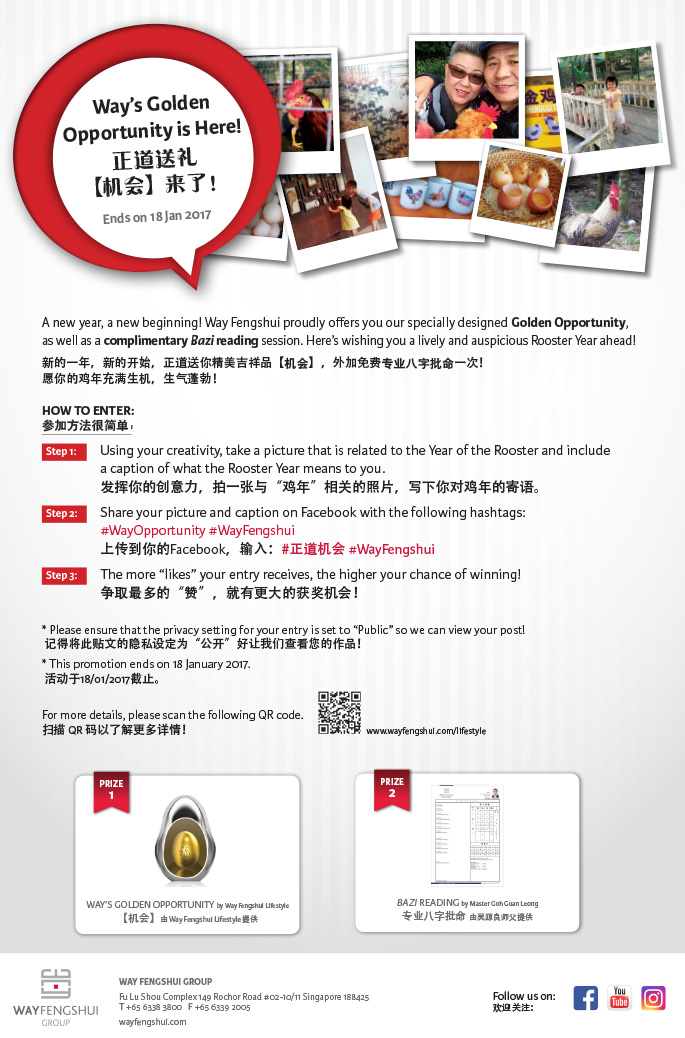 Way's Golden
Opportunity is Here!
正道送礼
【机会】来了!
Ends on 18 Jan 2017
金鸡
A new year, a new beginning! Way Fengshui proudly offers you our specially designed Golden Opportunity,
as well as a complimentary Bazi reading session. Here's wishing you a lively and auspicious Rooster Year ahead!
新的一年，新的开始，正道送你精美吉祥品【机会】，外加免费专业八字批命一次!
愿你的鸡年充满生机，生气蓬勃!
HOW TO ENTER:
参加方法很简单:
Step 1:
Using your creativity, take a picture that is related to the Year of the Rooster and include
a caption of what the Rooster Year means to you.
发挥你的创意力，拍一张与“鸡年”相关的照片，写下你对鸡年的寄语。
Step 2:
Share your picture and caption on Facebook with the following hashtags:
#WayOpportunity #WayFengshui
上传到你的Facebook，输入: #正道机会 #WayFengshui
Step 3:
The more “likes” your entry receives, the higher your chance of winning!
争取最多的“赞”，就有更大的获奖机会!
* Please ensure that the privacy setting for your entry is set to “Public” so we can view your post!
记得将此贴文的隐私设定为“公开”好让我们查看您的作品!
* This promotion ends on 18 January 2017.
活动于18/01/2017截止。
For more details, please scan the following QR code.
扫描 QR 码以了解更多详情!
www.wayfengshui.com/lifestyle
PRIZE
1
WAY'S GOLDEN OPPORTUNITY by Way Fengshui Lifestyle
【机会】由 Way Fengshui Lifestyle 提供
PRIZE
2
BAZI READING by Master Goh Guan Leong
专业八字批命 由吴源良师父提供
WAYFENGSHUI
GROUP
WAY FENGSHUI GROUP
Fu Lu Shou Complex 149 Rochor Road #02-10/11 Singapore 188425
T +65 6338 3800 F +65 6339 2005
wayfengshui.com
Follow us on:
欢迎关注:
You
Tube